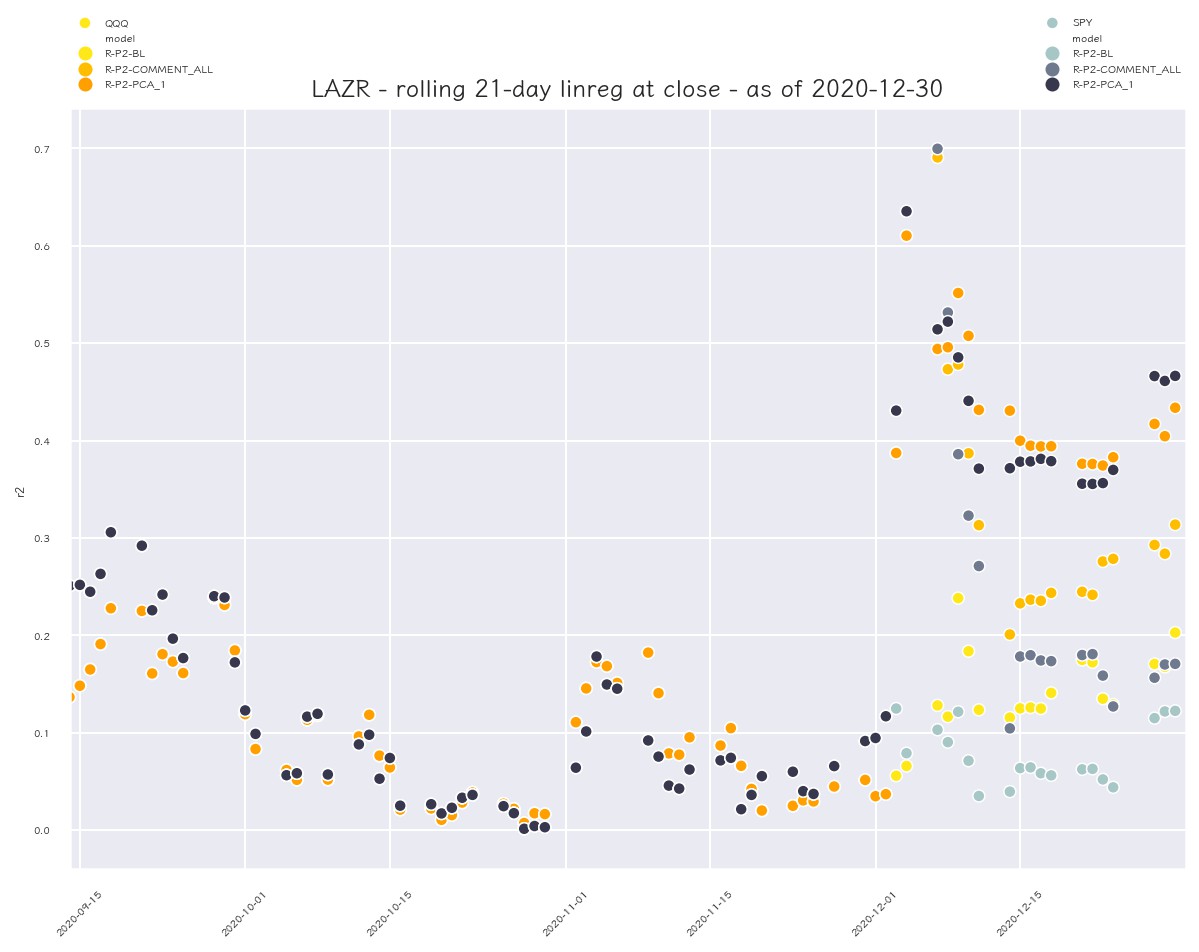 QQQ
model
R-P2-BL
R-P2-COMMENT_ALL
R-P2-PCA_1
SPY
model
R-P2-BL
R-P2-COMMENT_ALL
R-P2-PCA_1
LAZR - rolling 21-day linreg at close - as of 2020-12-30
0.7
0.6
0.5
0.4
0.3
0.2
0.1
0.0
r2
2020-09-15
2020-10-01
2020-10-15
2020-11-01
2020-11-15
2020-12-01
2020-12-15